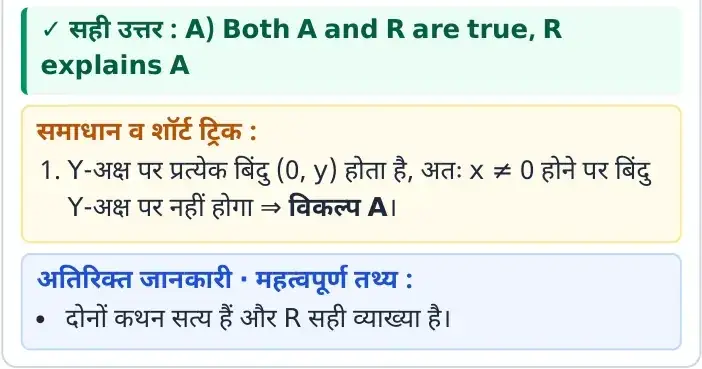 ✓ सही उत्तर : A) Both A and R are true, R
explains A
समाधान व शॉर्ट ट्रिक :
1. Y-अक्ष पर प्रत्येक बिंदु (0, y) होता है, अतः x ≠ 0 होने पर बिंदु
Y-अक्ष पर नहीं होगा ⇒ विकल्प A।
अतिरिक्त जानकारी · महत्वपूर्ण तथ्य :
• दोनों कथन सत्य हैं और R सही व्याख्या है।